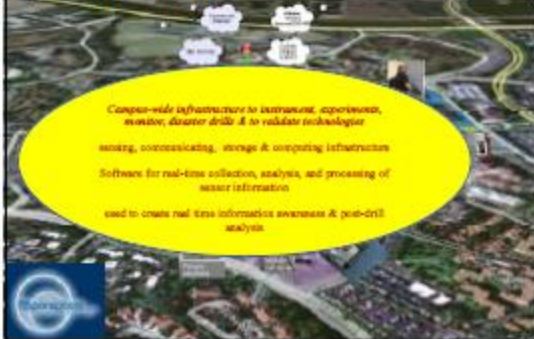 Campus-wide infrastructure to instrument, experiments,
monitor, disaster drills & to validate technologies
sensing, communicating, storage & computing infrastructure
Software for real-time collection, analysis, and processing of
sensor information
used to create real time information awareness & post-drill
analysis